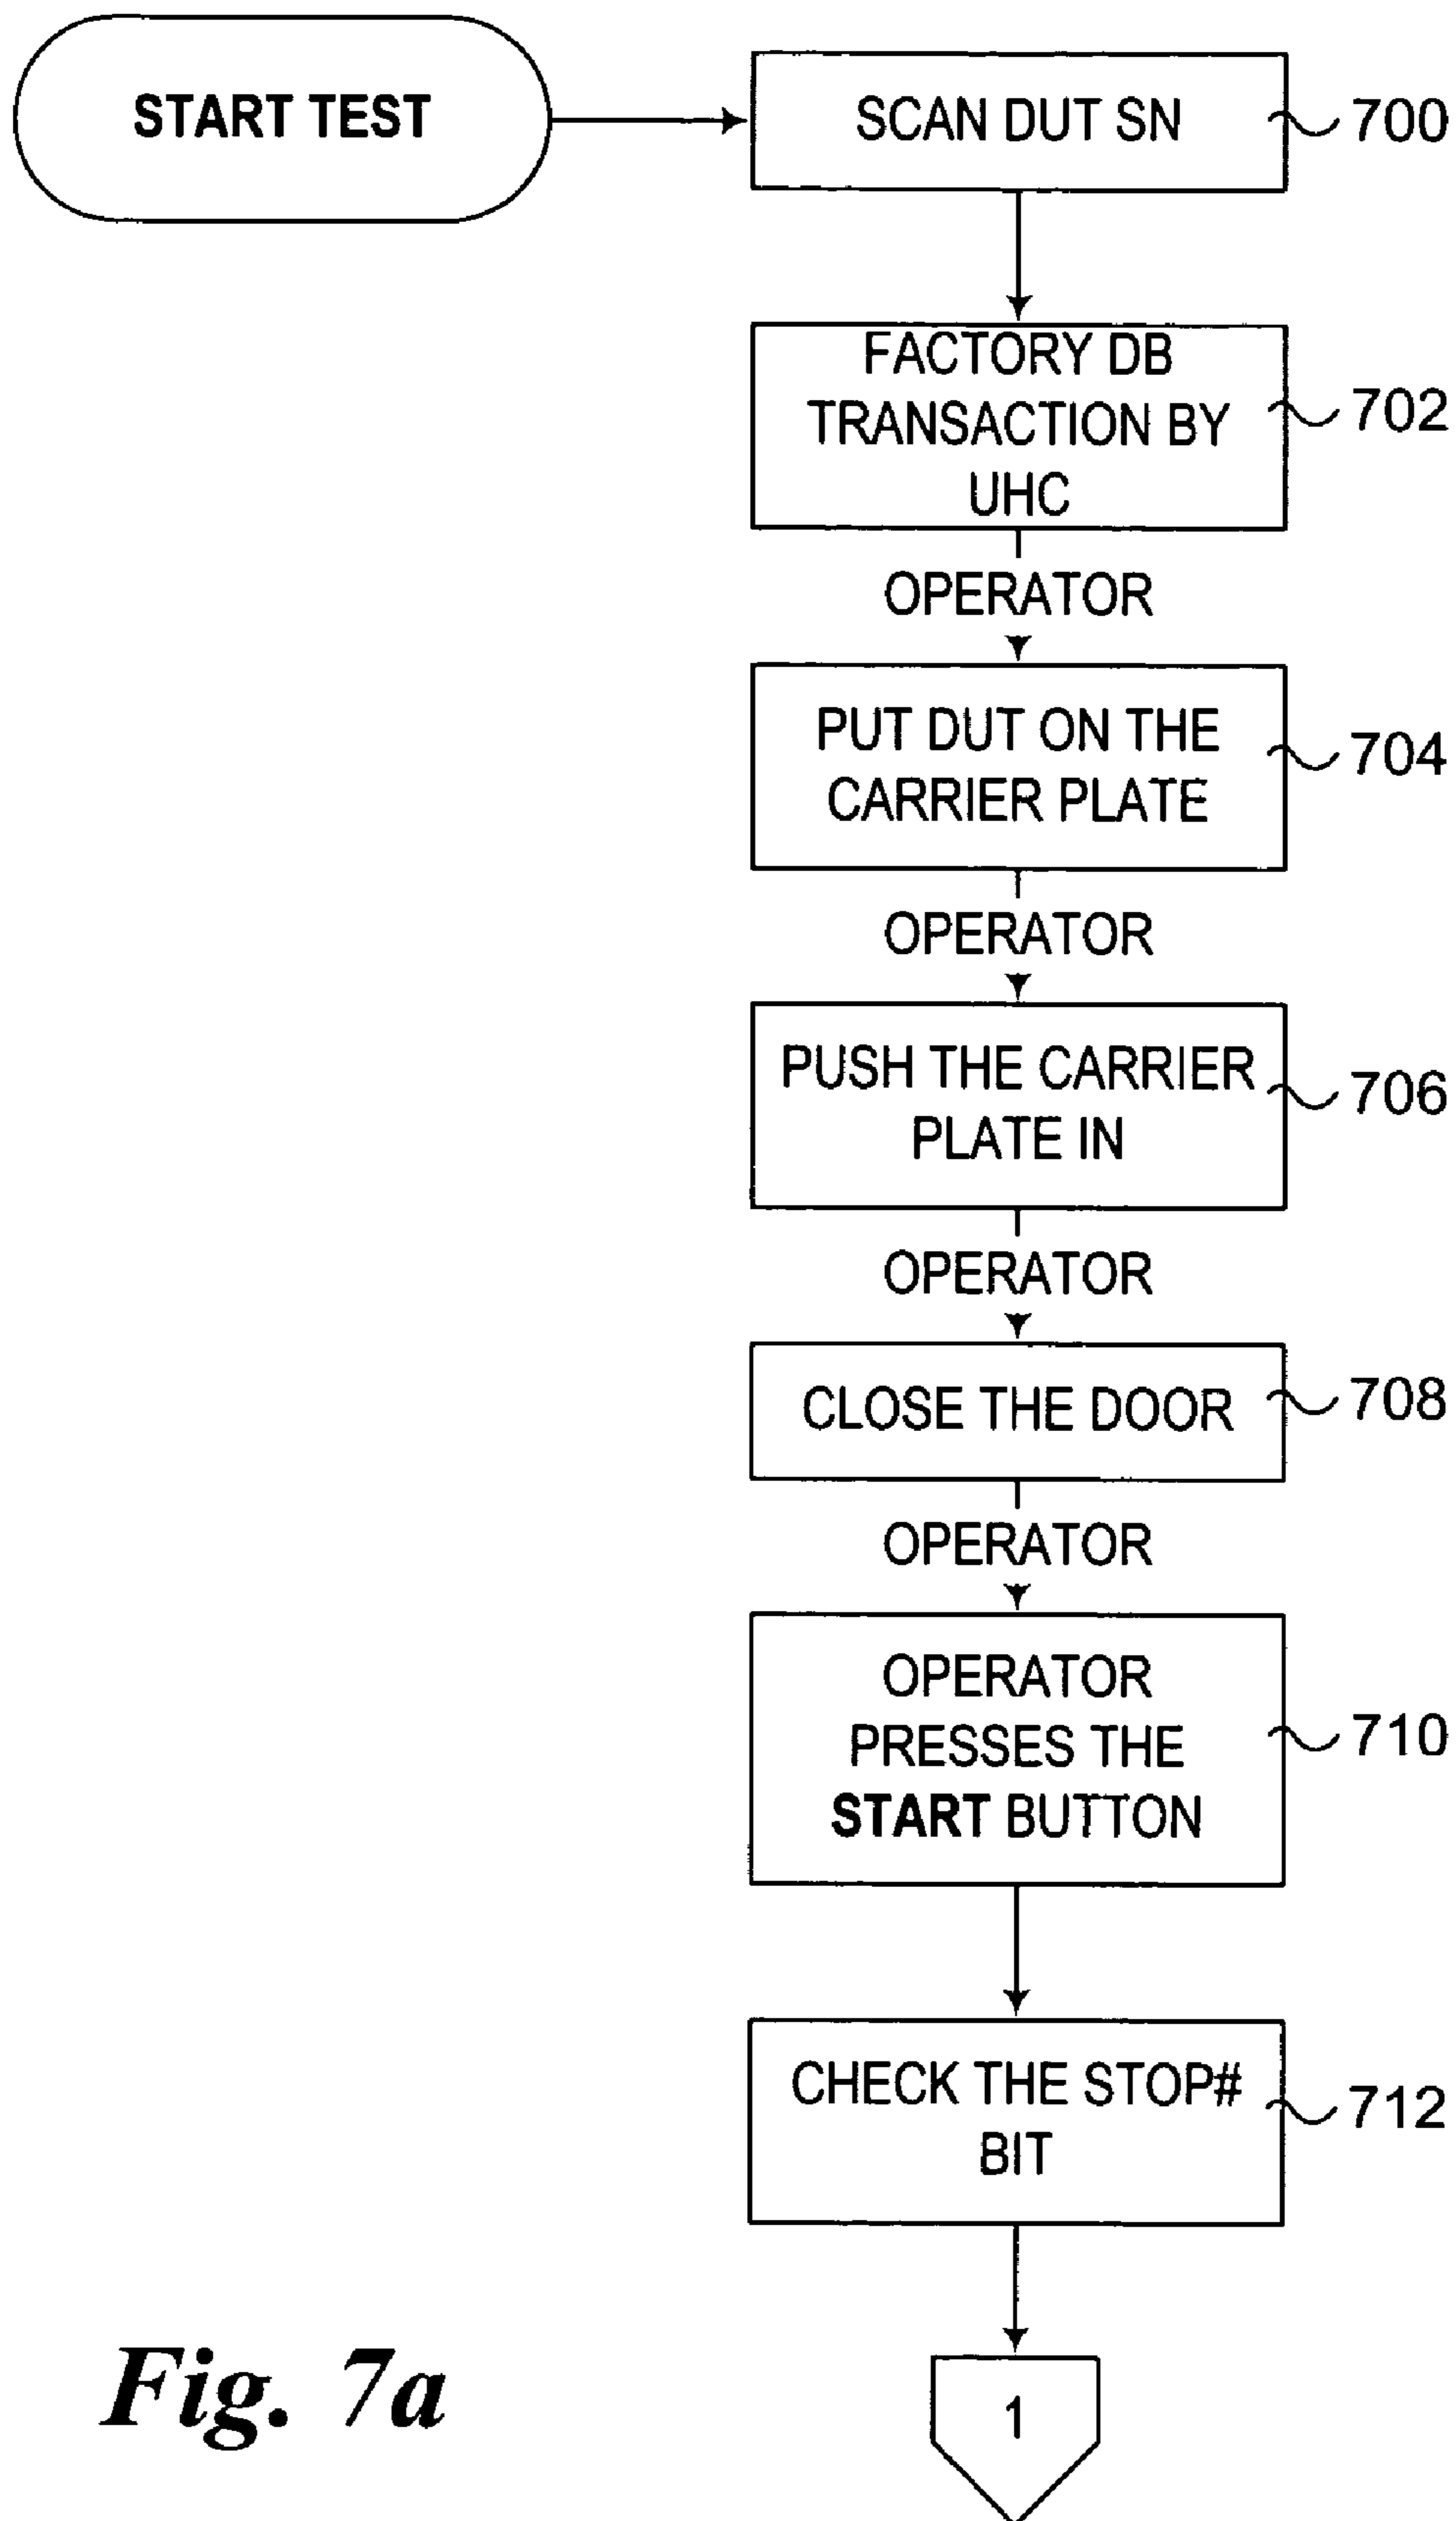 START TEST
SCAN DUT SN
700
FACTORY DB
TRANSACTION BY
UHC
702
OPERATOR
PUT DUT ON THE
CARRIER PLATE
704
OPERATOR
PUSH THE CARRIER
PLATE IN
706
OPERATOR
CLOSE THE DOOR
708
OPERATOR
OPERATOR
PRESSES THE
START BUTTON
710
CHECK THE STOP#
BIT
712
1
Fig. 7a